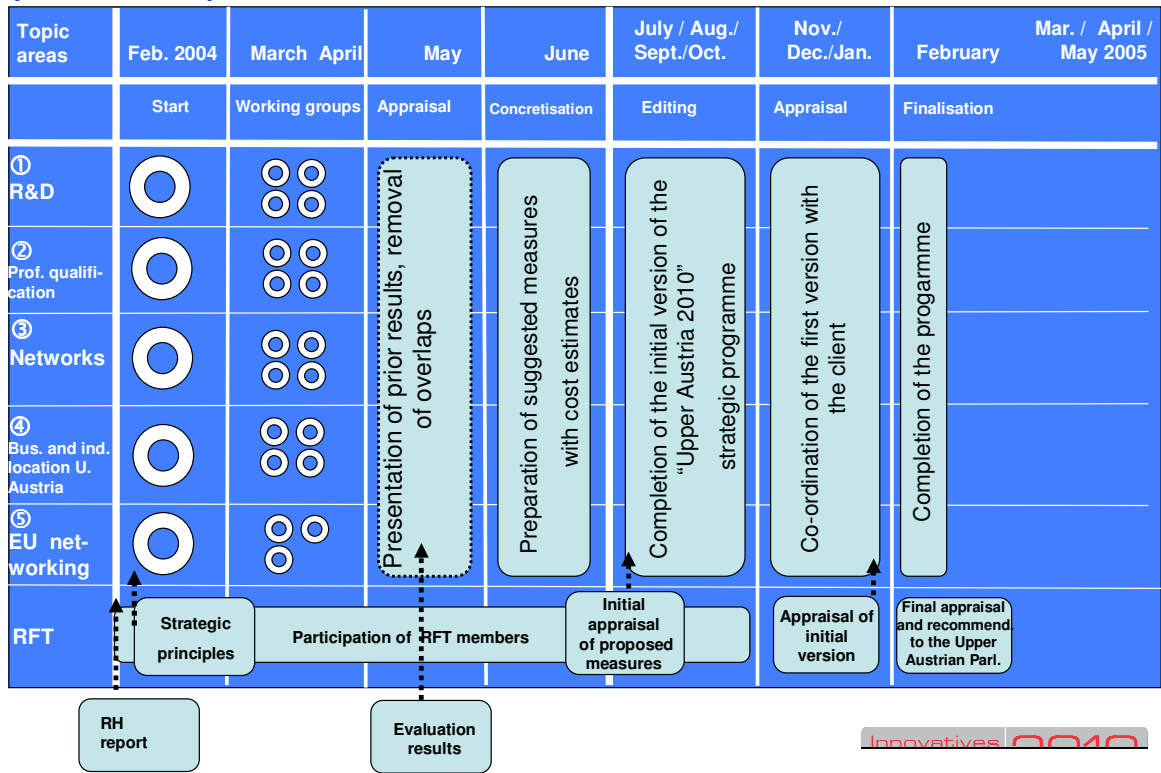 Topic
areas
Feb. 2004
March April
May
June
July / Aug./
Sept./Oct.
Nov./
Dec./Jan.
February
Mar. / April /
May 2005
Start
Working groups
Appraisal
Concretisation
Editing
Appraisal
Finalisation
①
R&D
②
Prof. qualifi-
cation
③
Networks
④
Bus. and ind.
location U.
Austria
⑤
EU net-
working
Presentation of prior results, removal
of overlaps
Preparation of suggested measures
with cost estimates
Completion of the initial version of the
“Upper Austria 2010”
strategic programme
Co-ordination of the first version with
the client
Completion of the progarmme
RFT
Strategic
principles
Participation of RFT members
Initial
appraisal
of proposed
measures
Appraisal of
initial
version
Final appraisal
and recommend.
to the Upper
Austrian Parl.
RH
report
Evaluation
results
Innovatives 2010